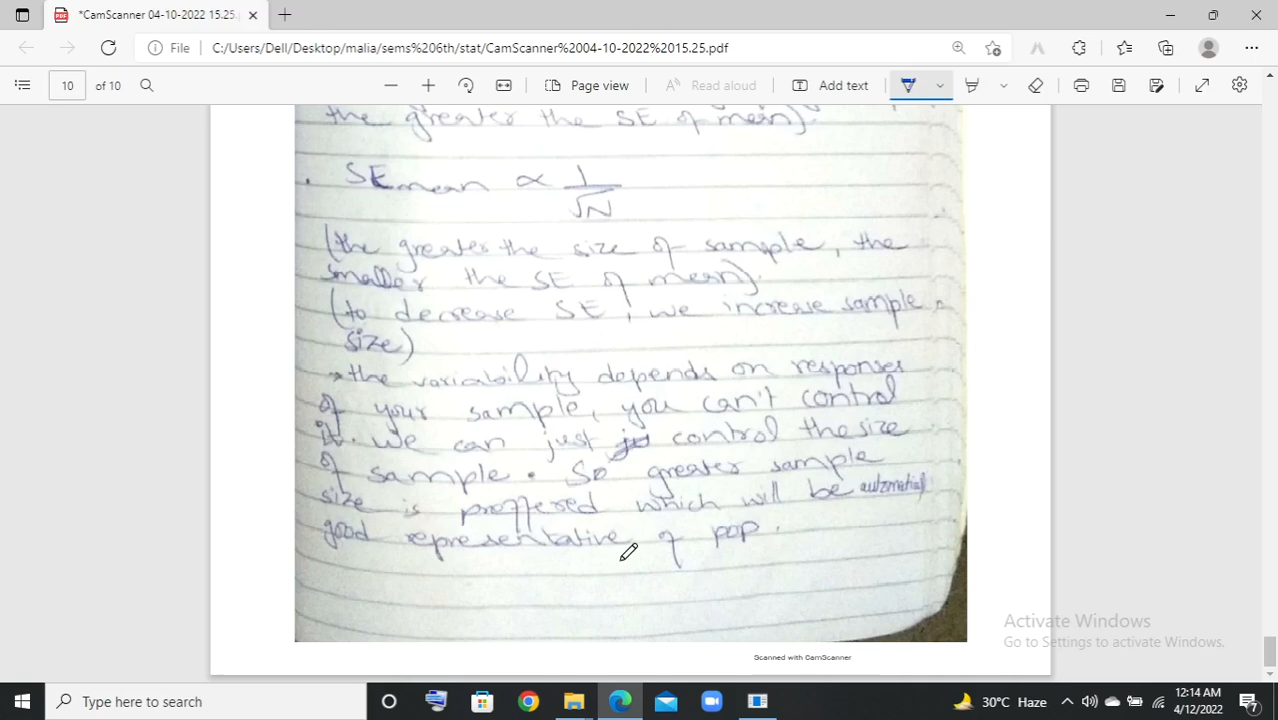 *CamScanner 04-10-2022 15.25.
File C:/Users/Dell/Desktop/malia/sems%206th/stat/CamScanner%2004-10-2022%2015.25.pdf
10 of 10 Page view Read aloud Add text
the greater the SE of mean).
. SEmean ∝ 1/√N
(the greater the size of sample, the
smaller the SE of mean).
(to decrease SE, we increase sample
size)
→ the variability depends on responses
of your sample, you can't control
it. We can just control the size
of sample. So greater sample
size is preffered which will be
good representative of pop.
Scanned with CamScanner
Activate Windows
Go to Settings to activate Windows.
Type here to search
30°C Haze
12:14 AM
4/12/2022
7